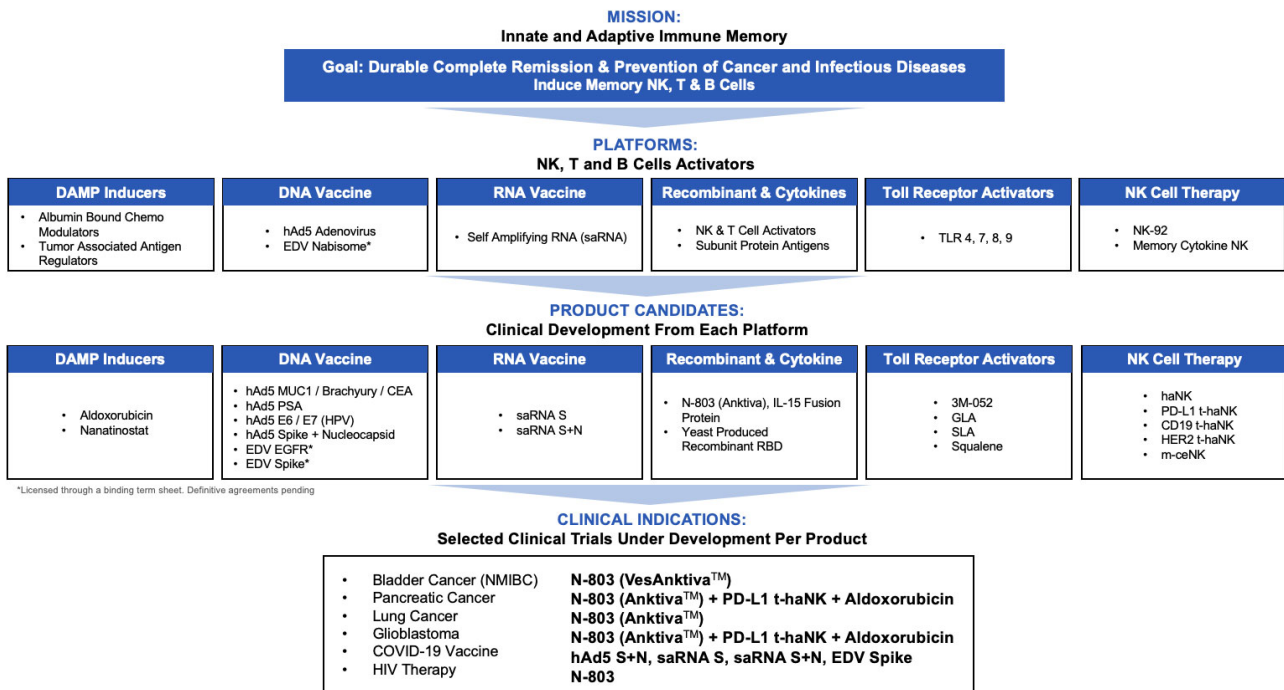 MISSION:
Innate and Adaptive Immune Memory
Goal: Durable Complete Remission & Prevention of Cancer and Infectious Diseases
Induce Memory NK, T & B Cells
PLATFORMS:
NK, T and B Cells Activators
DAMP Inducers
• Albumin Bound Chemo
Modulators
• Tumor Associated Antigen
Regulators
DNA Vaccine
• hAd5 Adenovirus
• EDV Nabisome*
RNA Vaccine
• Self Amplifying RNA (saRNA)
Recombinant & Cytokines
• NK & T Cell Activators
• Subunit Protein Antigens
Toll Receptor Activators
• TLR 4, 7, 8, 9
NK Cell Therapy
• NK-92
• Memory Cytokine NK
PRODUCT CANDIDATES:
Clinical Development From Each Platform
DAMP Inducers
• Aldoxorubicin
• Nanatinostat
DNA Vaccine
• hAd5 MUC1 / Brachyury / CEA
• hAd5 PSA
• hAd5 E6 / E7 (HPV)
• hAd5 Spike + Nucleocapsid
• EDV EGFR*
• EDV Spike*
RNA Vaccine
• saRNA S
• saRNA S+N
Recombinant & Cytokine
• N-803 (Anktiva), IL-15 Fusion
Protein
• Yeast Produced
Recombinant RBD
Toll Receptor Activators
• 3M-052
• GLA
• SLA
• Squalene
NK Cell Therapy
• haNK
• PD-L1 t-haNK
• CD19 t-haNK
• HER2 t-haNK
• m-ceNK
*Licensed through a binding term sheet. Definitive agreements pending
CLINICAL INDICATIONS:
Selected Clinical Trials Under Development Per Product
• Bladder Cancer (NMIBC) N-803 (VesAnktiva™)
• Pancreatic Cancer N-803 (Anktiva™) + PD-L1 t-haNK + Aldoxorubicin
• Lung Cancer N-803 (Anktiva™)
• Glioblastoma N-803 (Anktiva™) + PD-L1 t-haNK + Aldoxorubicin
• COVID-19 Vaccine hAd5 S+N, saRNA S, saRNA S+N, EDV Spike
• HIV Therapy N-803